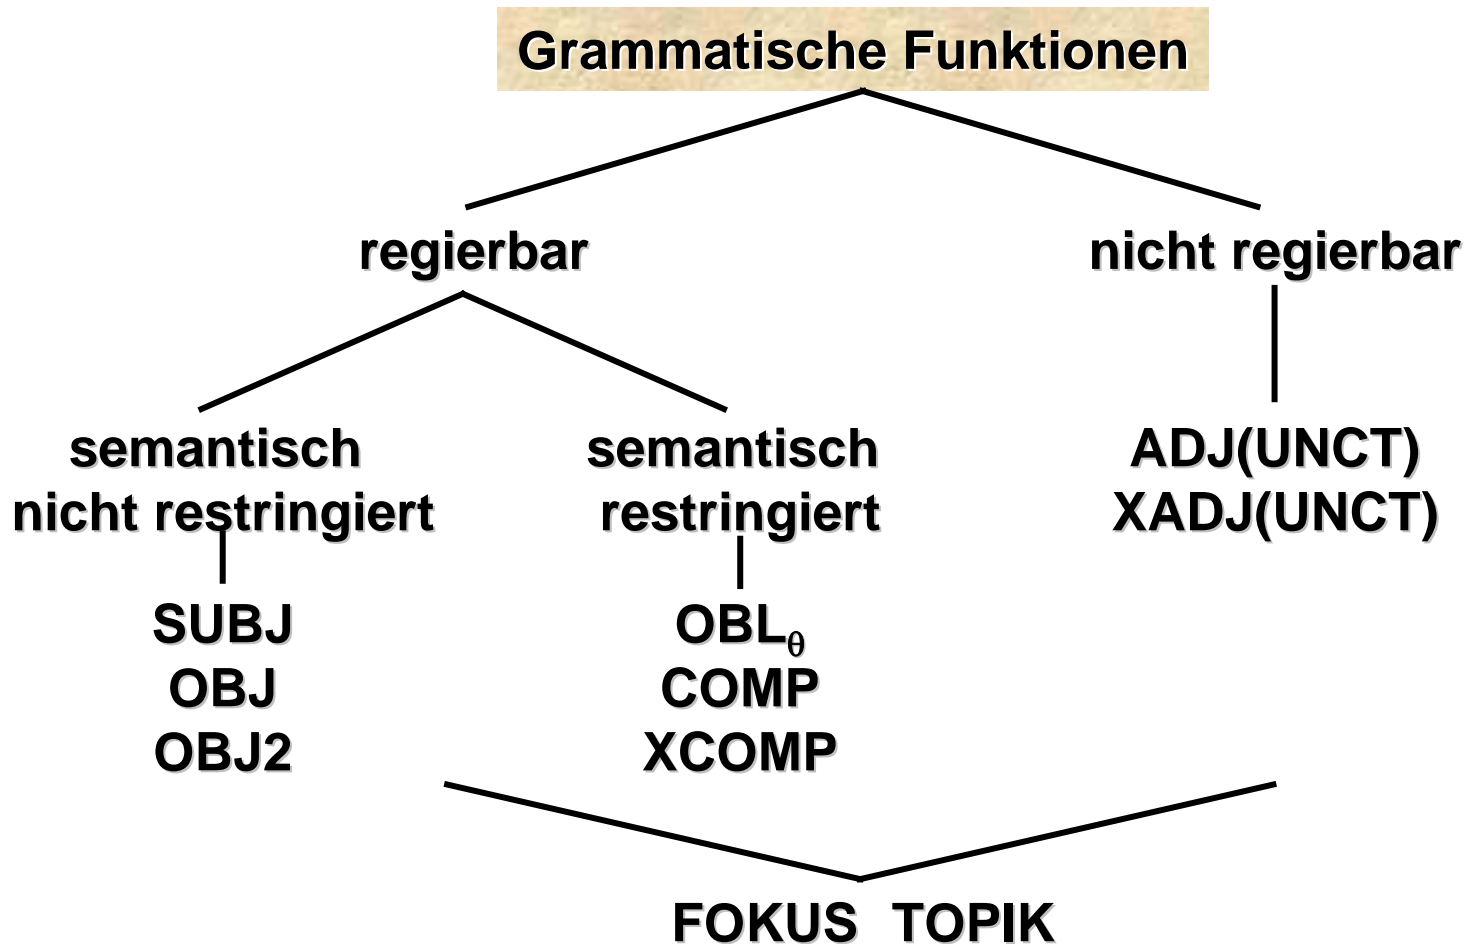 Grammatische Funktionen
regierbar
nicht regierbar
semantisch
nicht restringiert
semantisch
restringiert
ADJ(UNCT)
XADJ(UNCT)
SUBJ
OBJ
OBJ2
OBLθ
COMP
XCOMP
FOKUS TOPIK